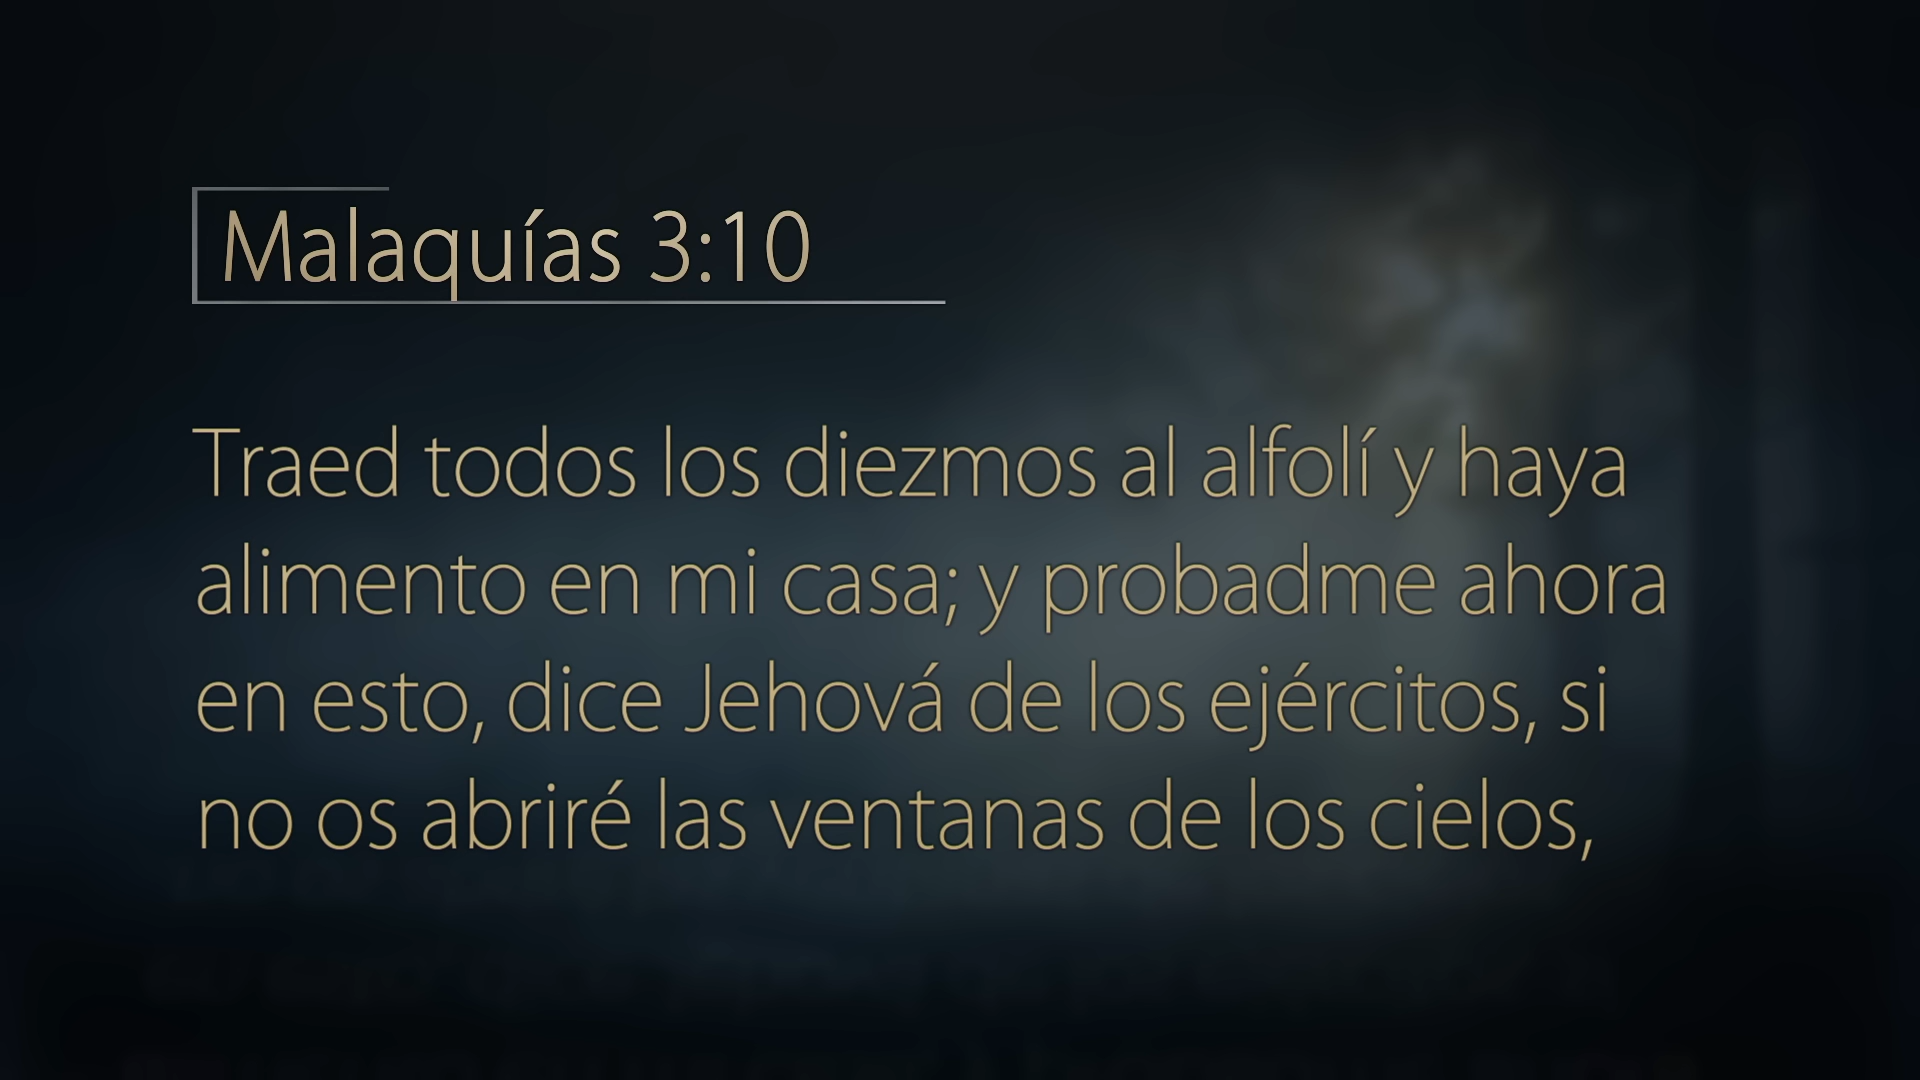 Malaquías 3:10
Traed todos los diezmos al alfolí y haya
alimento en mi casa; y probadme ahora
en esto, dice Jehová de los ejércitos, si
no os abriré las ventanas de los cielos,